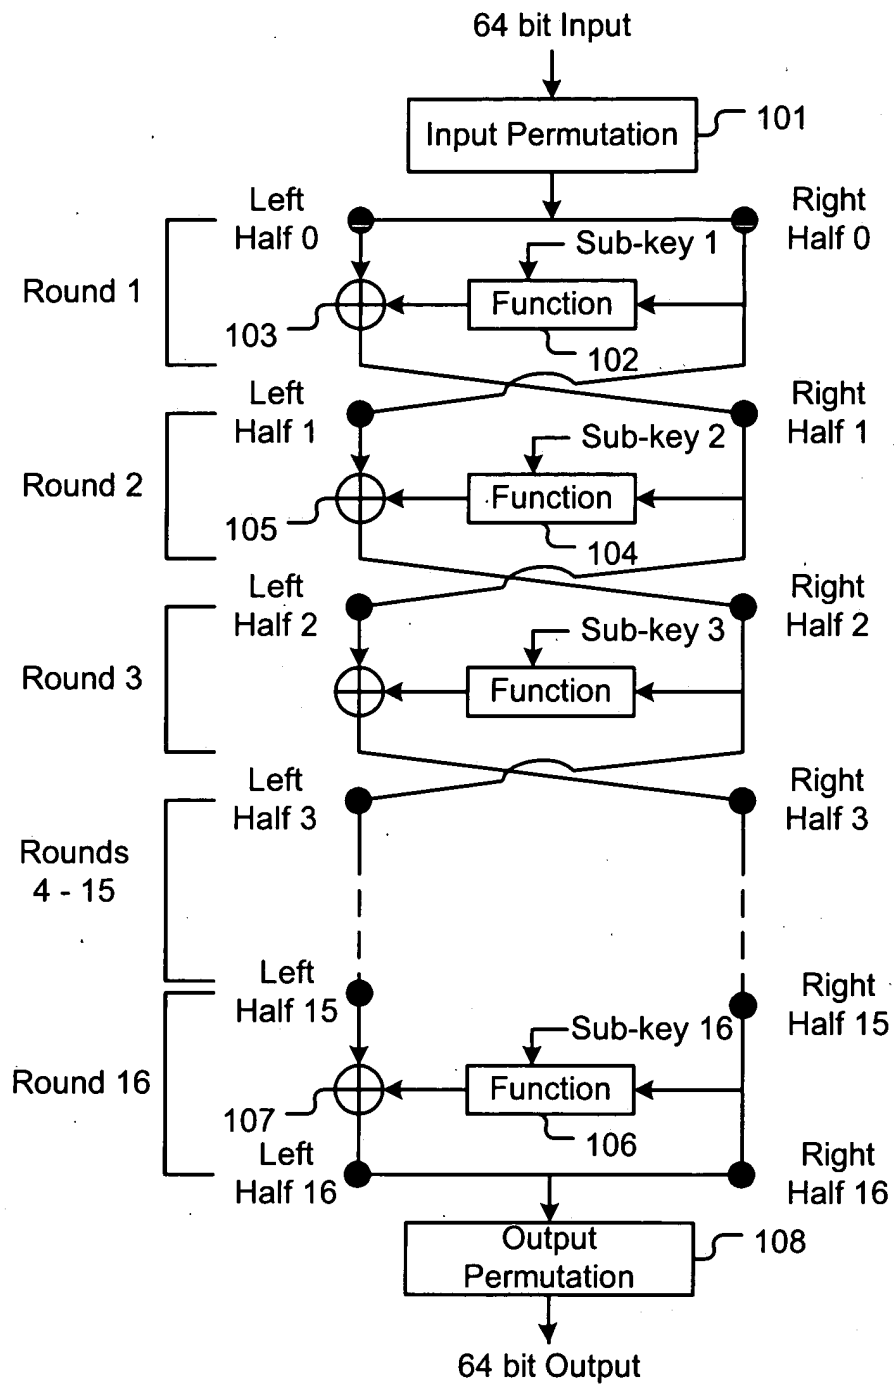 64 bit Input
Input Permutation
101
Left
Half 0
Right
Half 0
Sub-key 1
Round 1
Function
103
102
Left
Half 1
Right
Half 1
Sub-key 2
Round 2
Function
105
104
Left
Half 2
Right
Half 2
Sub-key 3
Round 3
Function
Left
Half 3
Right
Half 3
Rounds
4 - 15
Left
Half 15
Right
Half 15
Sub-key 16
Round 16
Function
107
106
Left
Half 16
Right
Half 16
Output
Permutation
108
64 bit Output